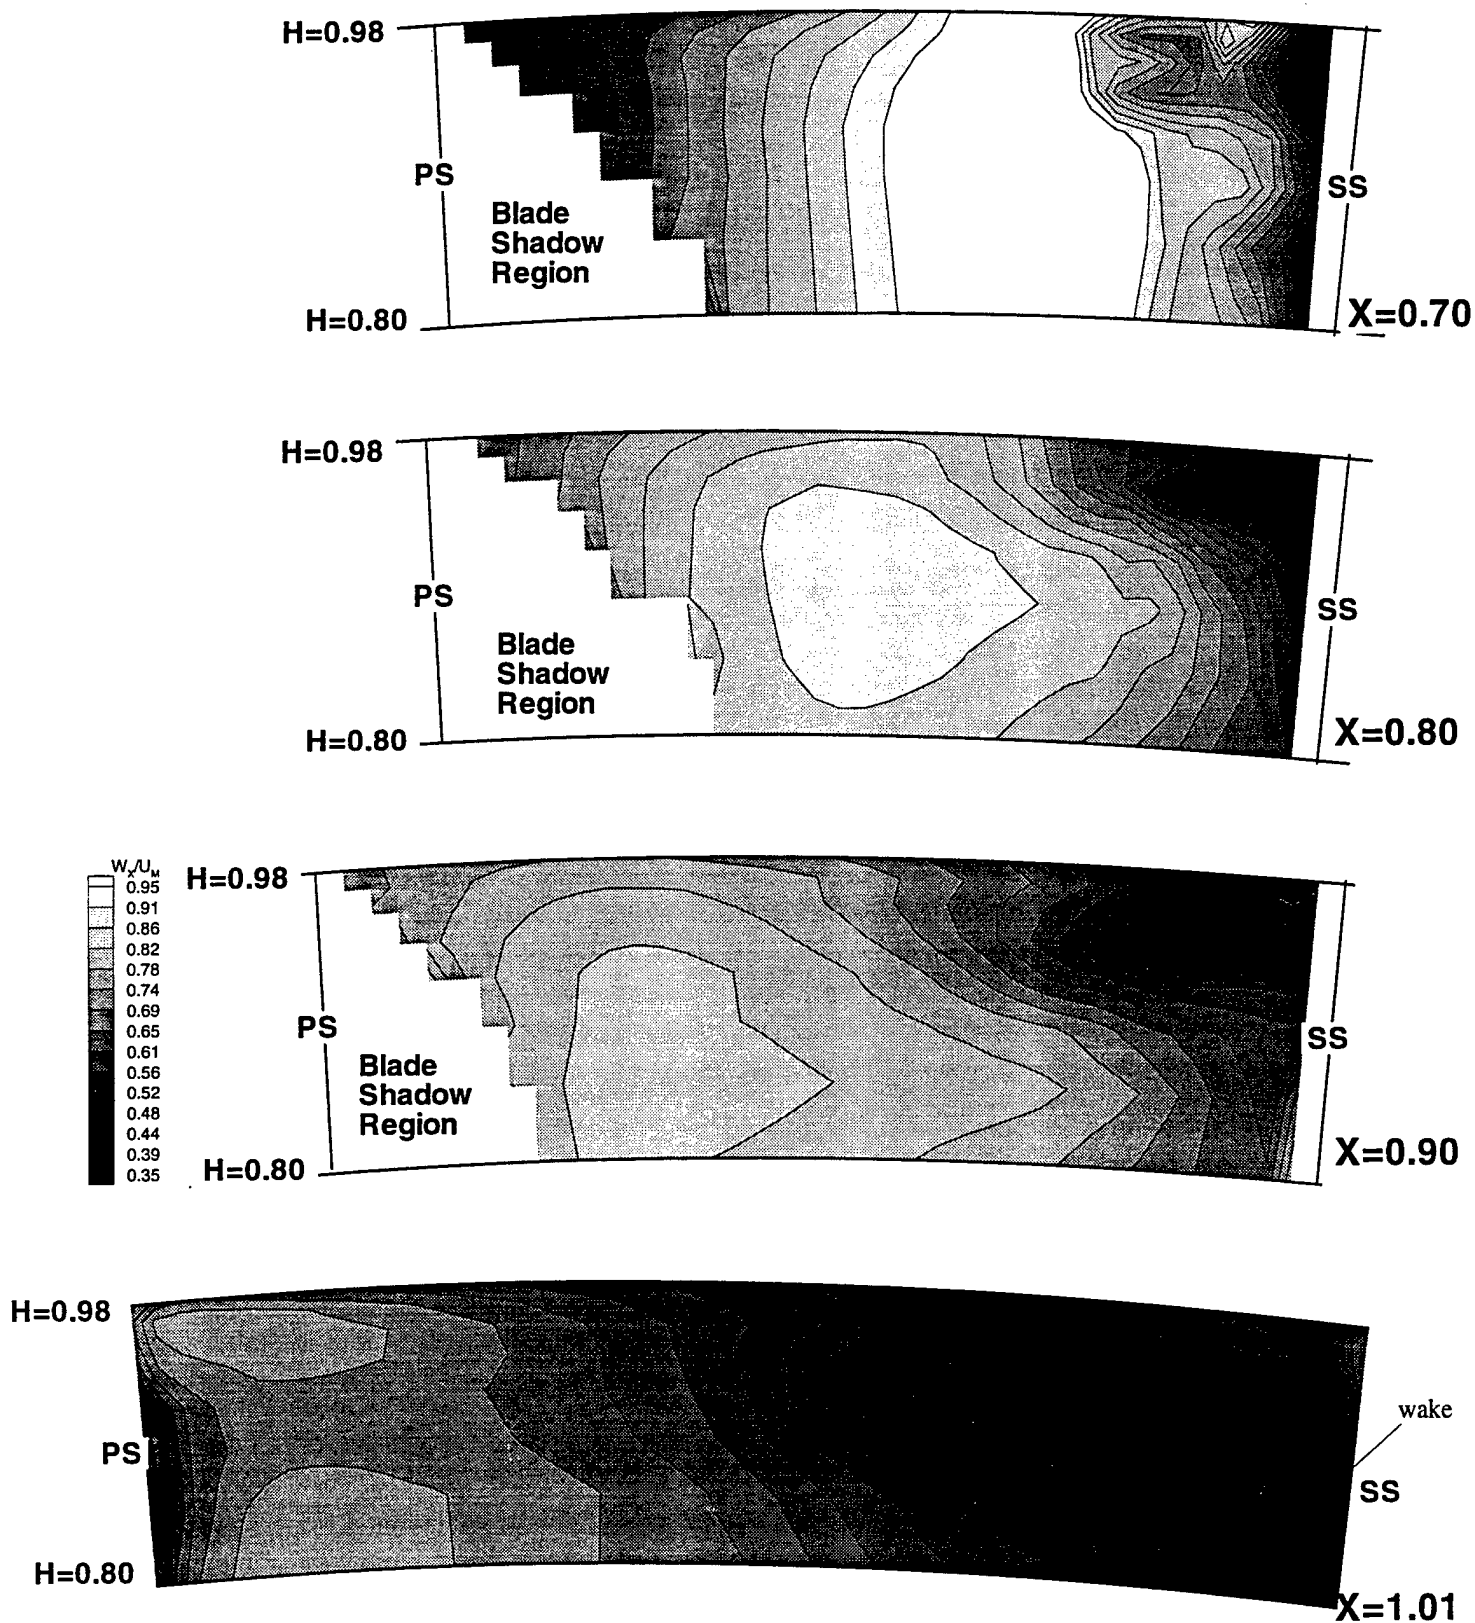 H=0.98
PS
SS
Blade
Shadow
Region
H=0.80
X=0.70
H=0.98
PS
SS
Blade
Shadow
Region
H=0.80
X=0.80
Wx/UM
0.95
0.91
0.86
0.82
0.78
0.74
0.69
0.65
0.61
0.56
0.52
0.48
0.44
0.39
0.35
H=0.98
PS
SS
Blade
Shadow
Region
H=0.80
X=0.90
H=0.98
wake
PS
SS
H=0.80
X=1.01